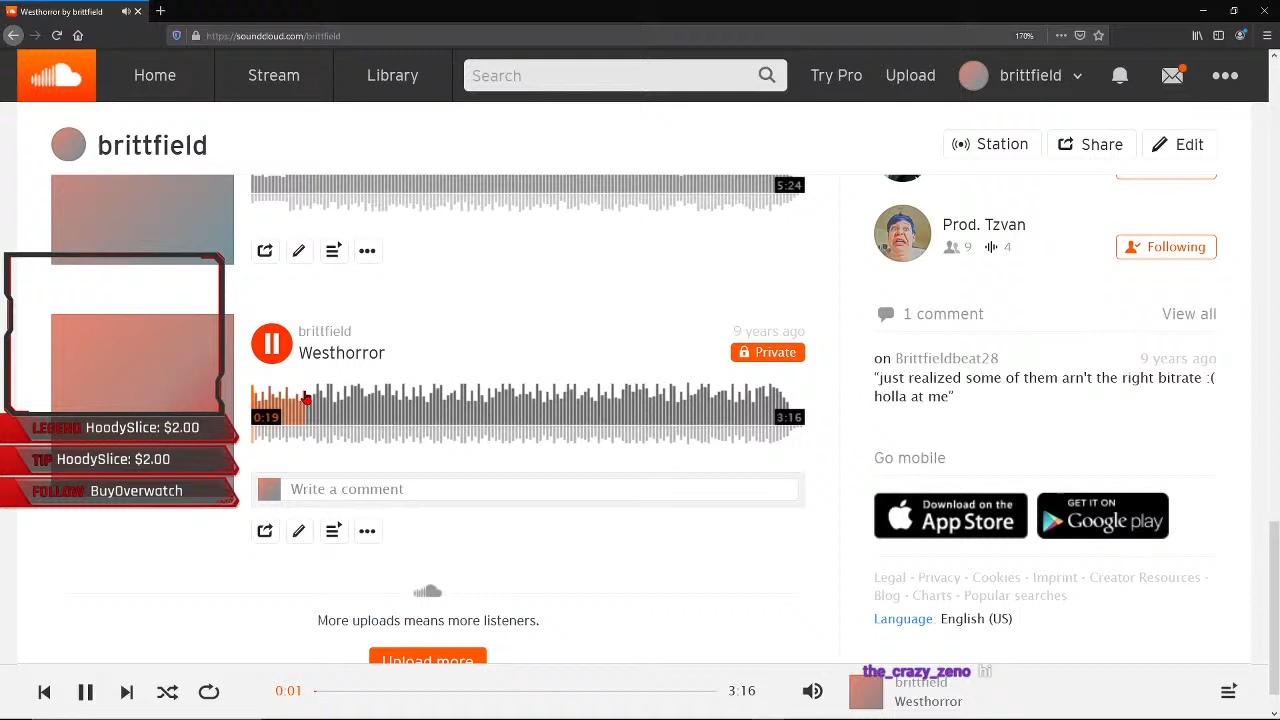 Westhorror by brittfield
https://soundcloud.com/brittfield
170%
Home
Stream
Library
Search
Try Pro
Upload
brittfield
brittfield
Station
Share
Edit
5:24
brittfield
Westhorror
9 years ago
Private
0:19
3:16
Write a comment
LEGEND HoodySlice: $2.00
TIP HoodySlice: $2.00
FOLLOW BuyOverwatch
More uploads means more listeners.
Upload more
Prod. Tzvan
9 4
Following
1 comment
View all
on Brittfieldbeat28
9 years ago
“just realized some of them arn't the right bitrate :(
holla at me”
Go mobile
Download on the
App Store
GET IT ON
Google play
Legal - Privacy - Cookies - Imprint - Creator Resources -
Blog - Charts - Popular searches
Language: English (US)
0:01
3:16
the_crazy_zeno hi
brittfield
Westhorror